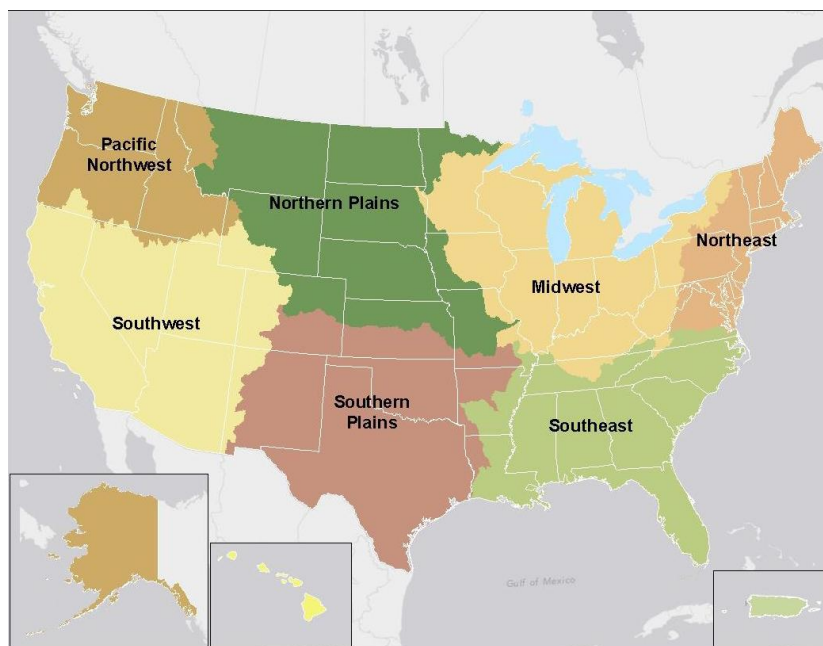 Pacific
Northwest
Northern Plains
Northeast
Midwest
Southwest
Southern
Plains
Southeast
Gulf of Mexico